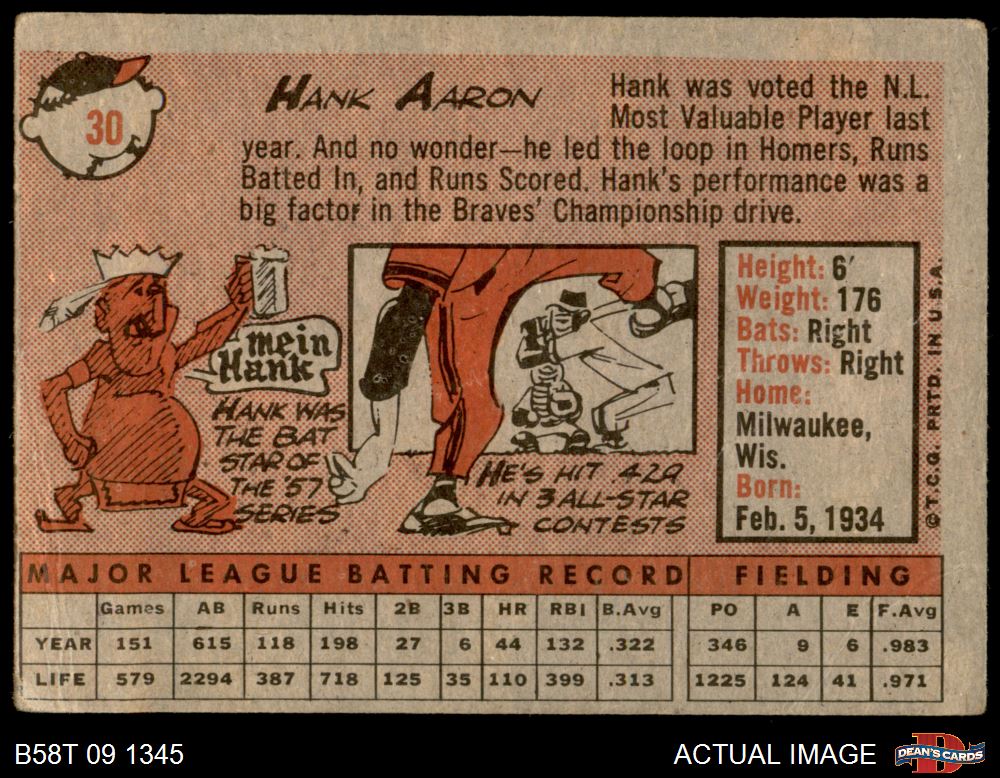 30
HANK AARON
Hank was voted the N.L.
Most Valuable Player last
year. And no wonder—he led the loop in Homers, Runs
Batted In, and Runs Scored. Hank's performance was a
big factor in the Braves' Championship drive.
mein
Hank
HANK WAS
THE BAT
STAR OF
THE '57
SERIES
HE'S HIT .429
IN 3 ALL-STAR
CONTESTS
Height: 6'
Weight: 176
Bats: Right
Throws: Right
Home:
Milwaukee,
Wis.
Born:
Feb. 5, 1934
©T.C.G. PRTD. IN U.S.A.
MAJOR LEAGUE BATTING RECORD FIELDING
Games AB Runs Hits 2B 3B HR RBI B.Avg PO A E F.Avg
YEAR 151 615 118 198 27 6 44 132 .322 346 9 6 .983
LIFE 579 2294 387 718 125 35 110 399 .313 1225 124 41 .971
B58T 09 1345
ACTUAL IMAGE
DEAN'S CARDS